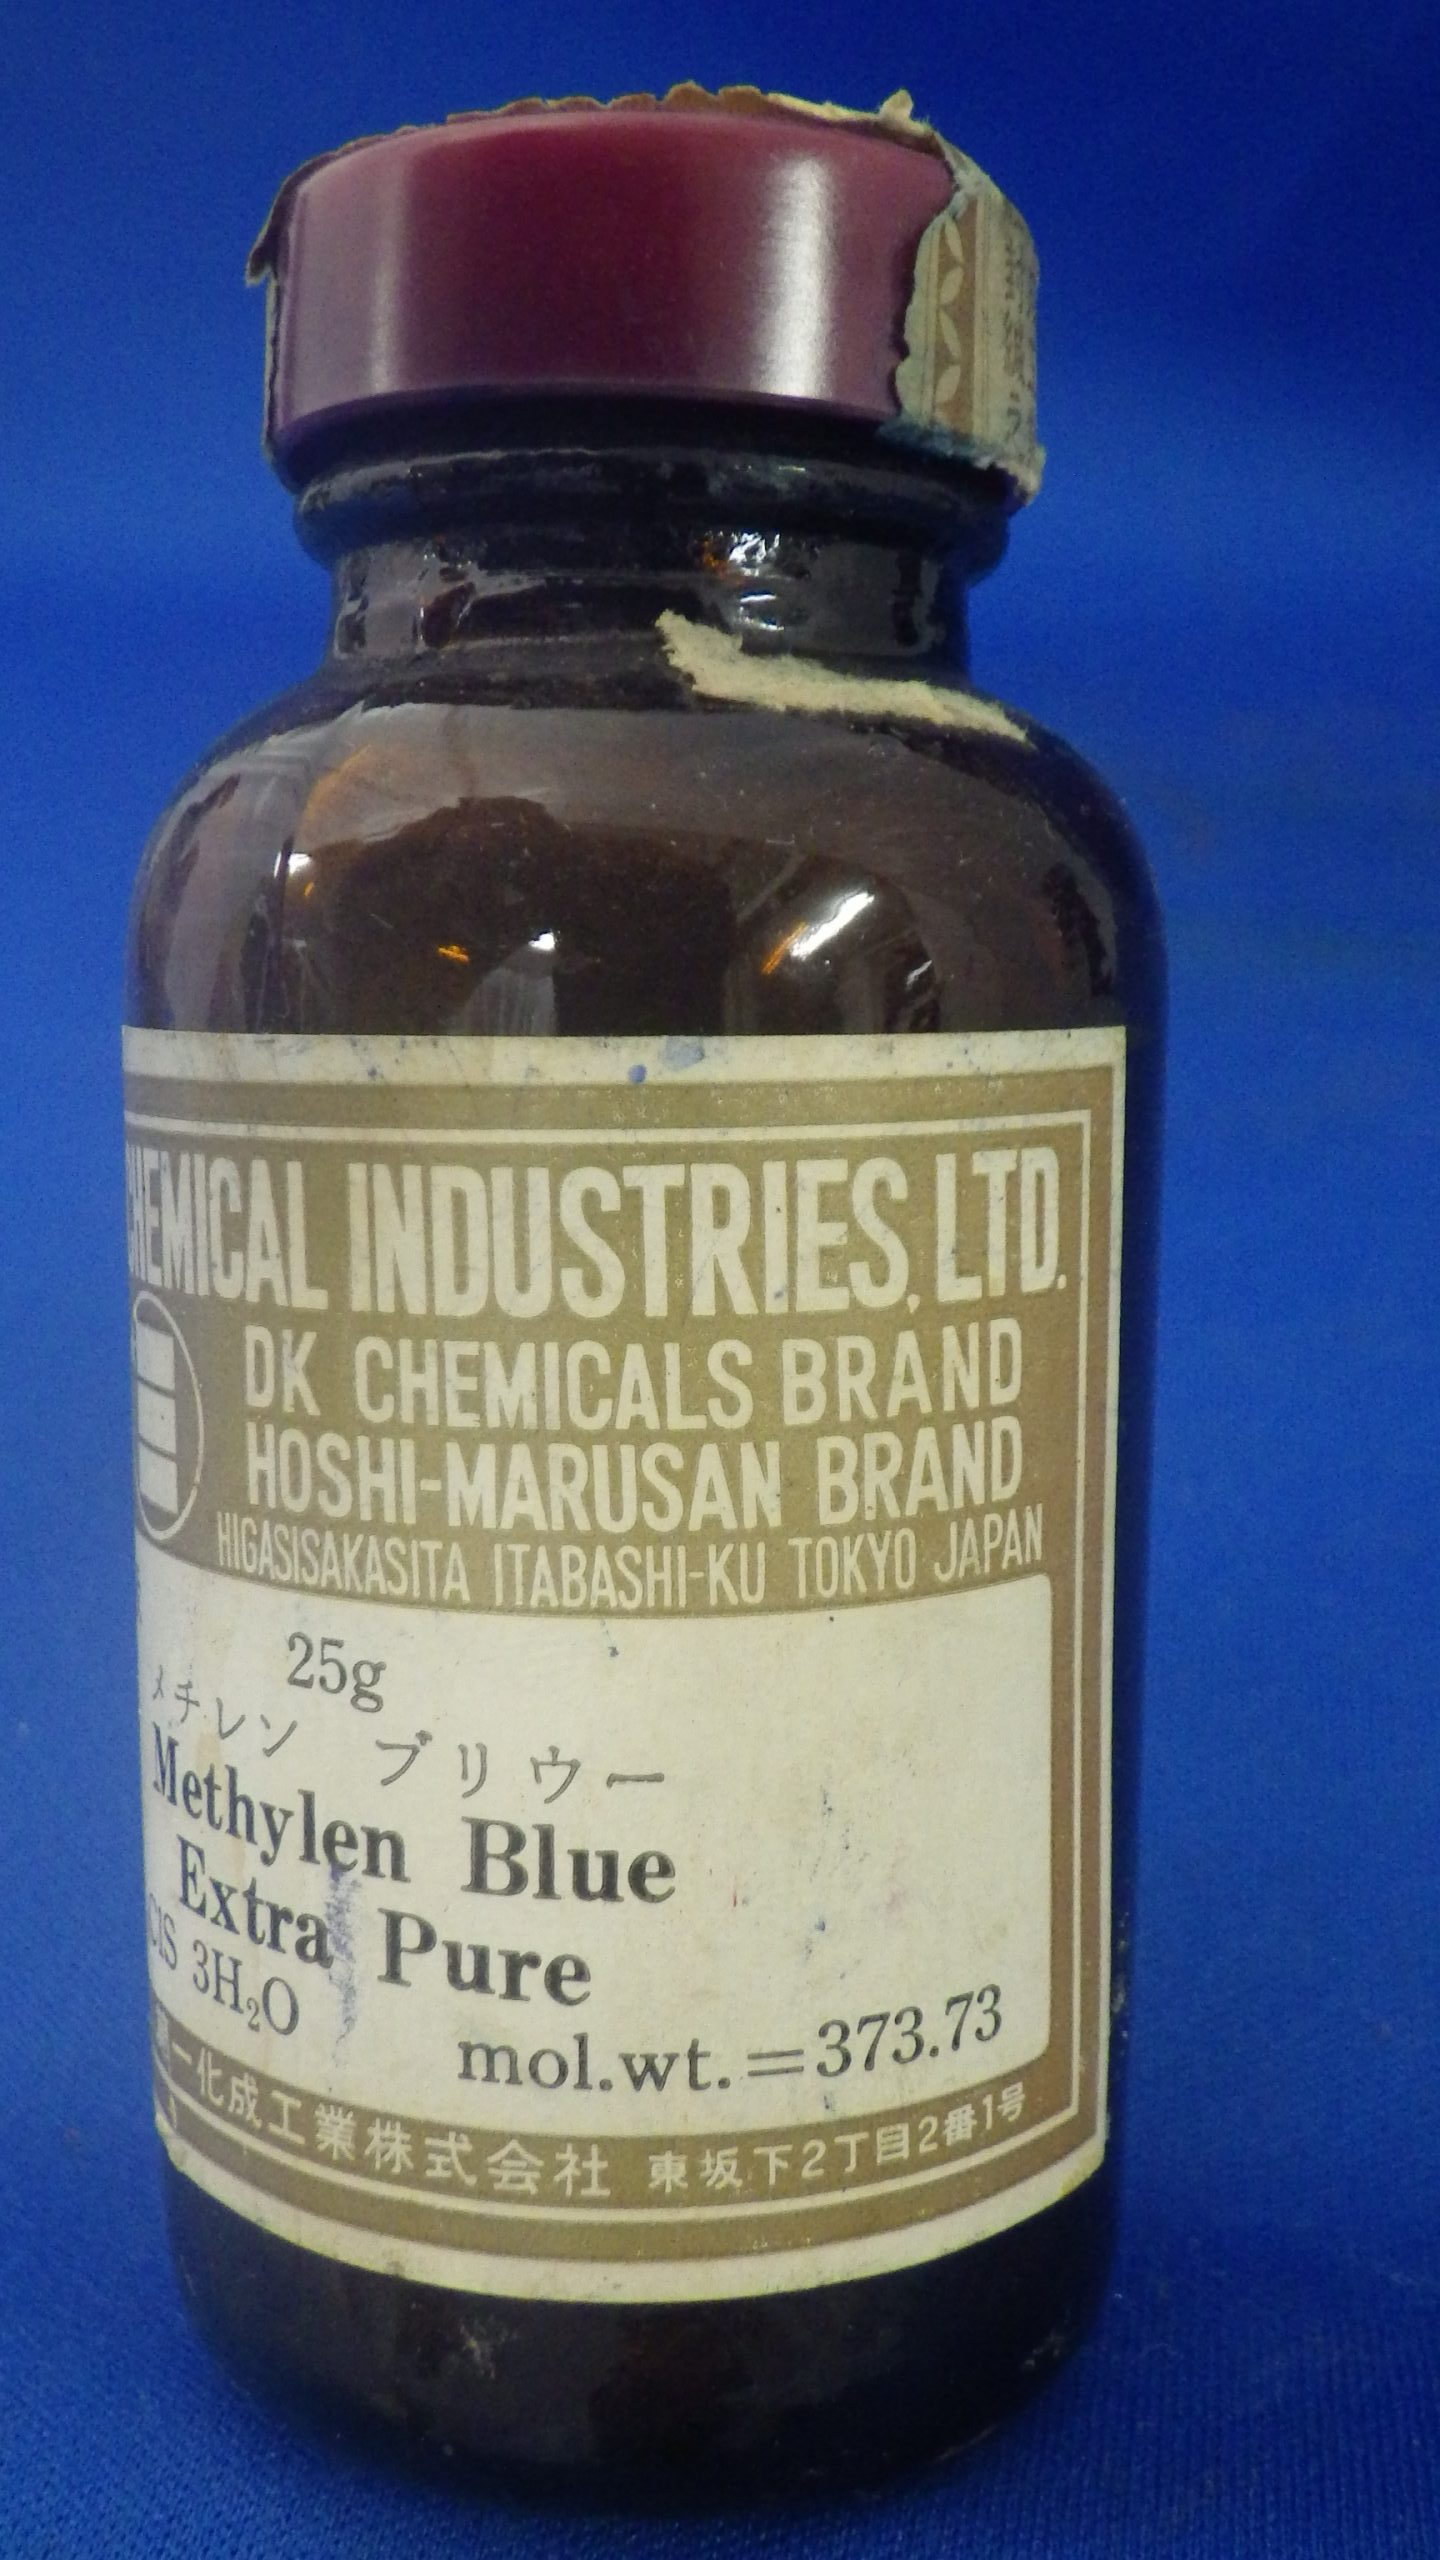 CHEMICAL INDUSTRIES, LTD.
DK CHEMICALS BRAND
HOSHI-MARUSAN BRAND
HIGASISAKASITA ITABASHI-KU TOKYO JAPAN
25g
メチレン ブリウー
Methylen Blue
Extra Pure
ClS 3H₂O
mol.wt.=373.73
第一化成工業株式会社 東坂下2丁目2番1号